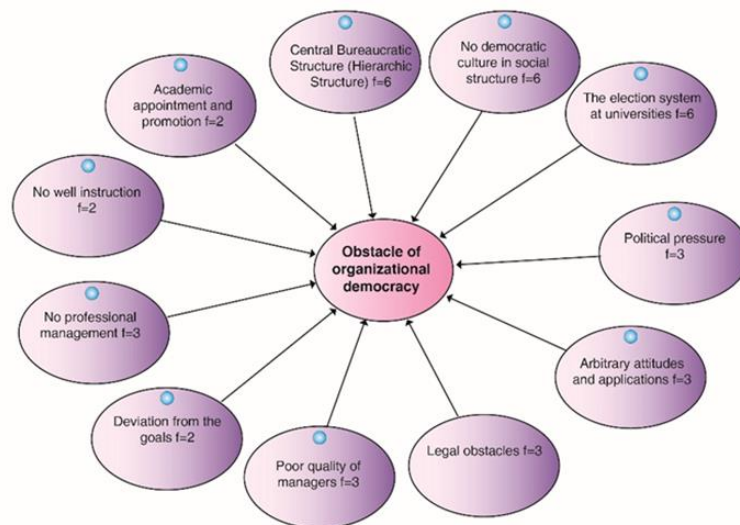 Central Bureaucratic
Structure (Hierarchic
Structure) f=6
No democratic
culture in social
structure f=6
The election system
at universities f=6
Political pressure
f=3
Arbitrary attitudes
and applications f=3
Legal obstacles f=3
Poor quality of
managers f=3
Deviation from the
goals f=2
No professional
management f=3
No well instruction
f=2
Academic
appointment and
promotion f=2
Obstacle of
organizational
democracy